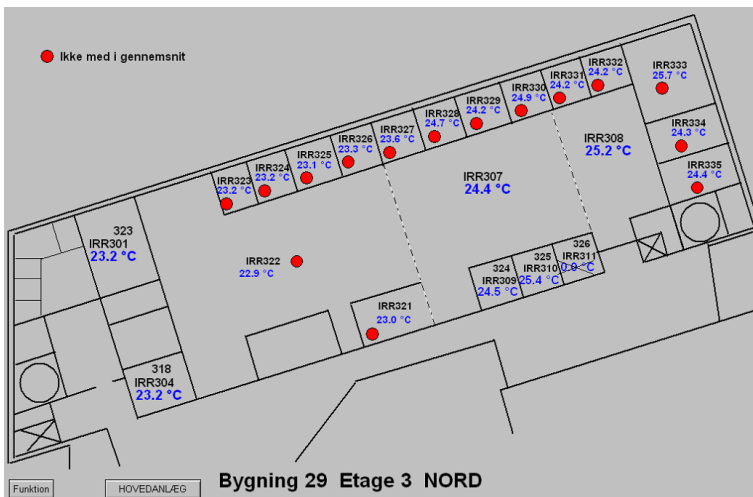 Ikke med i gennemsnit
IRR333
25.7 °C
IRR332
24.2 °C
IRR331
24.2 °C
IRR330
24.9 °C
IRR329
24.2 °C
IRR328
24.7 °C
IRR327
23.6 °C
IRR326
23.3 °C
IRR325
23.1 °C
IRR324
23.2 °C
IRR323
23.2 °C
IRR334
24.3 °C
IRR335
24.4 °C
IRR308
25.2 °C
IRR307
24.4 °C
323
IRR301
23.2 °C
IRR322
22.9 °C
326
IRR311
0.0 °C
325
IRR310
25.4 °C
324
IRR309
24.5 °C
IRR321
23.0 °C
318
IRR304
23.2 °C
Bygning 29 Etage 3 NORD
Funktion
HOVEDANLÆG